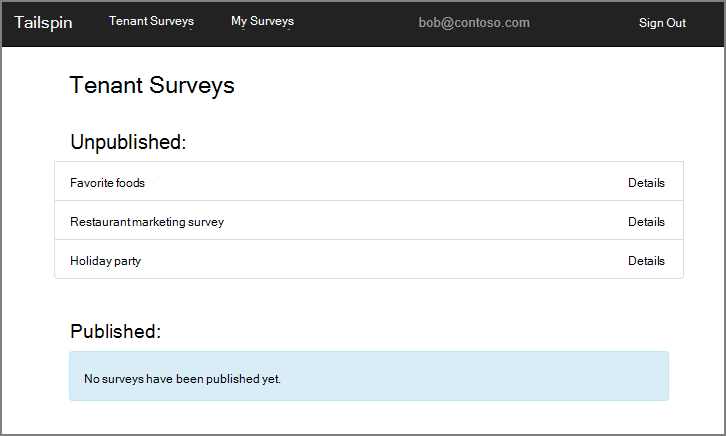 Tailspin Tenant Surveys My Surveys bob@contoso.com Sign Out
Tenant Surveys
Unpublished:
Favorite foods Details
Restaurant marketing survey Details
Holiday party Details
Published:
No surveys have been published yet.